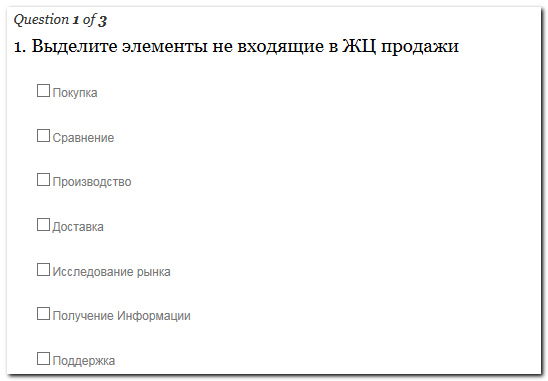 Question 1 of 3
1. Выделите элементы не входящие в ЖЦ продажи
Покупка
Сравнение
Производство
Доставка
Исследование рынка
Получение Информации
Поддержка